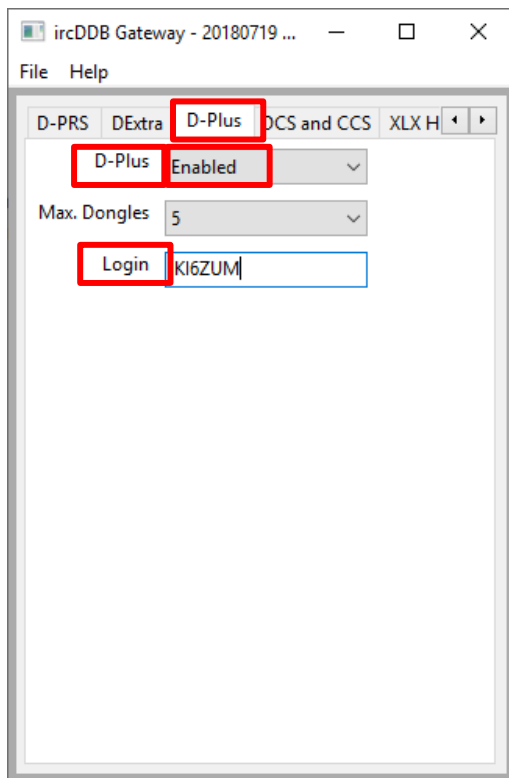 ircDDB Gateway - 20180719 ...
File Help
D-PRS DExtra D-Plus DCS and CCS XLX H
D-Plus Enabled
Max. Dongles 5
Login KI6ZUM